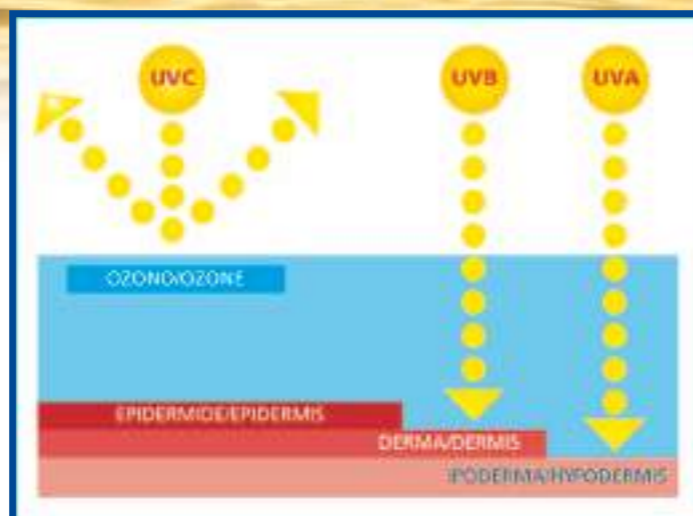 UVC UVB UVA
OZONO/OZONE
EPIDERMIDE/EPIDERMIS
DERMA/DERMIS
IPODERMA/HYPODERMIS